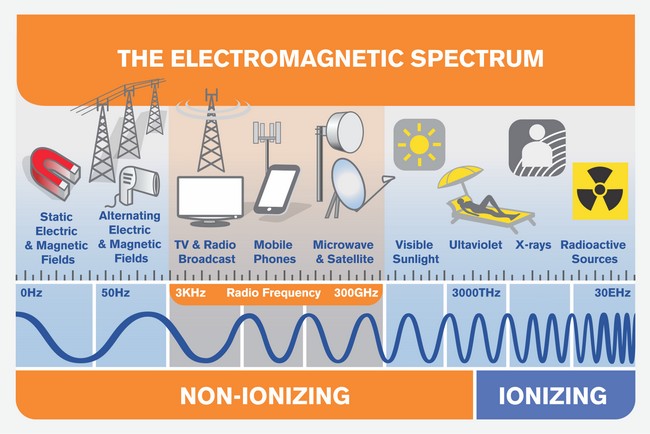 THE ELECTROMAGNETIC SPECTRUM
Static
Electric
& Magnetic
Fields
Alternating
Electric
& Magnetic
Fields
TV & Radio
Broadcast
Mobile
Phones
Microwave
& Satellite
Visible
Sunlight
Ultaviolet
X-rays
Radioactive
Sources
0Hz
50Hz
3KHz Radio Frequency 300GHz
3000THz
30EHz
NON-IONIZING
IONIZING